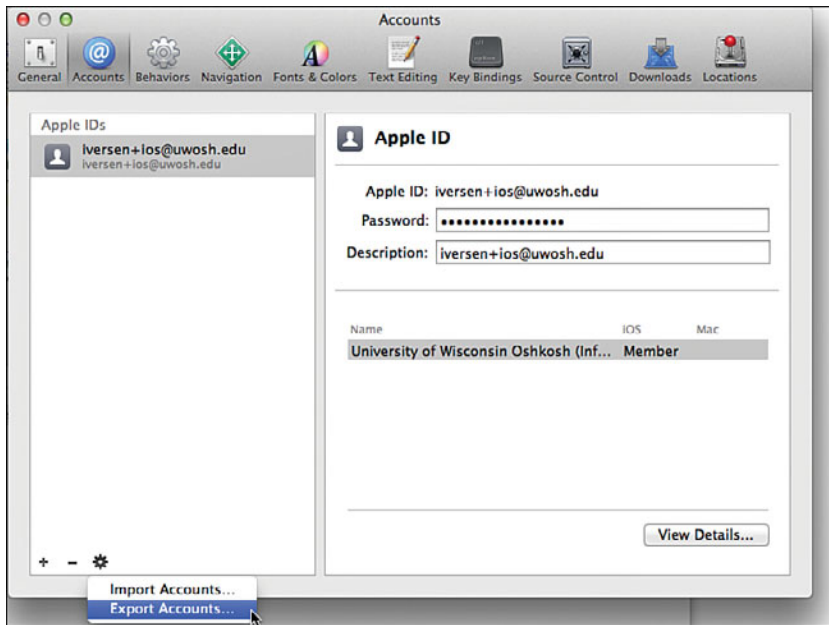 Accounts
General Accounts Behaviors Navigation Fonts & Colors Text Editing Key Bindings Source Control Downloads Locations
Apple IDs
iversen+ios@uwosh.edu
iversen+ios@uwosh.edu
Apple ID
Apple ID: iversen+ios@uwosh.edu
Password: ••••••••••••••••
Description: iversen+ios@uwosh.edu
Name iOS Mac
University of Wisconsin Oshkosh (Inf... Member
View Details...
+ -
Import Accounts...
Export Accounts...